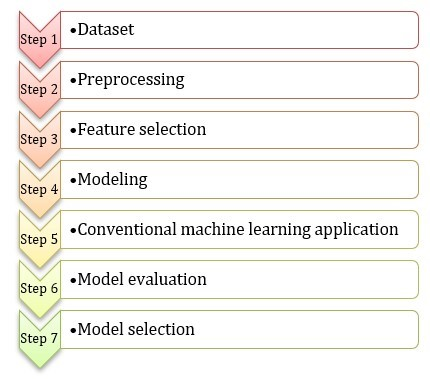 Step 1 •Dataset
Step 2 •Preprocessing
Step 3 •Feature selection
Step 4 •Modeling
Step 5 •Conventional machine learning application
Step 6 •Model evaluation
Step 7 •Model selection